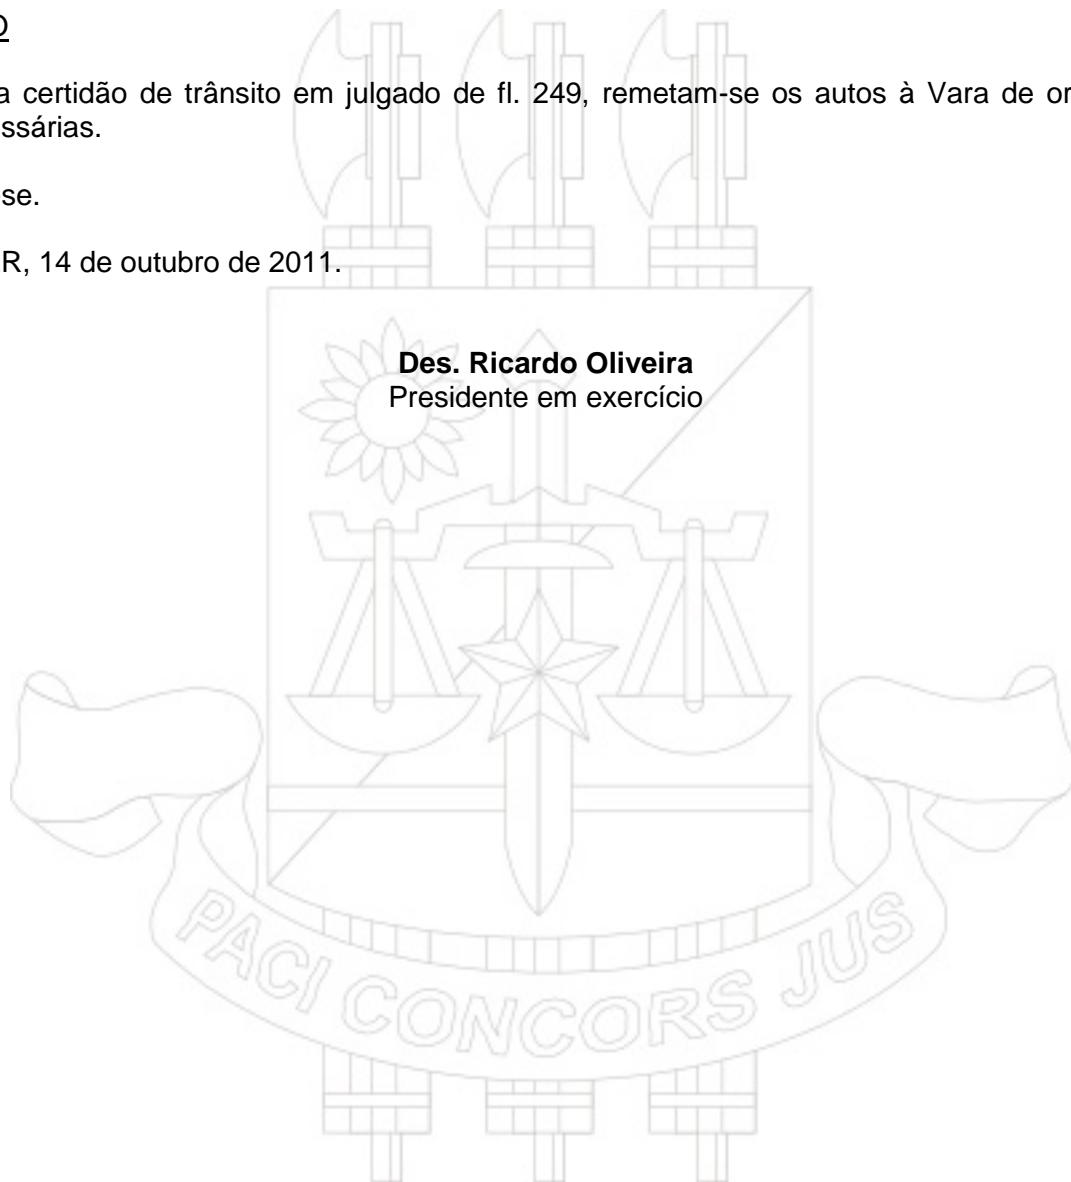 O
a certidão de trânsito em julgado de fl. 249, remetam-se os autos à Vara de or
ssárias.
se.
R, 14 de outubro de 2011.
Des. Ricardo Oliveira
Presidente em exercício
PACI CONCORS JUS